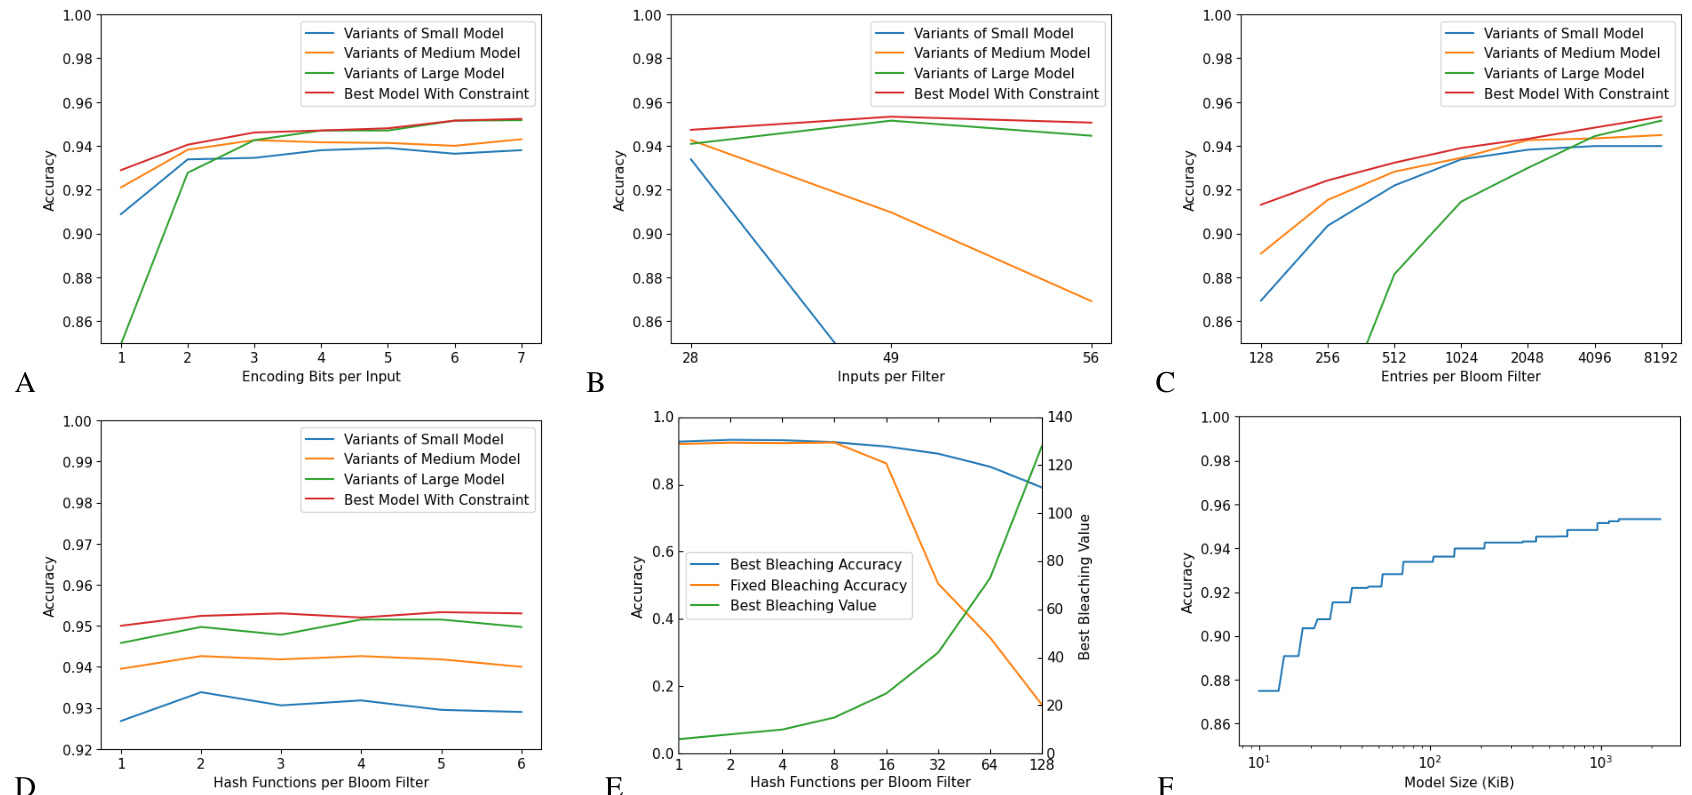 1.00
0.98
0.96
0.94
0.92
0.90
0.88
0.86
Accuracy
Variants of Small Model
Variants of Medium Model
Variants of Large Model
Best Model With Constraint
1 2 3 4 5 6 7
Encoding Bits per Input
A
1.00
0.98
0.96
0.94
0.92
0.90
0.88
0.86
Accuracy
Variants of Small Model
Variants of Medium Model
Variants of Large Model
Best Model With Constraint
28 49 56
Inputs per Filter
B
1.00
0.98
0.96
0.94
0.92
0.90
0.88
0.86
Accuracy
Variants of Small Model
Variants of Medium Model
Variants of Large Model
Best Model With Constraint
128 256 512 1024 2048 4096 8192
Entries per Bloom Filter
C
1.00
0.99
0.98
0.97
0.96
0.95
0.94
0.93
0.92
Accuracy
Variants of Small Model
Variants of Medium Model
Variants of Large Model
Best Model With Constraint
1 2 3 4 5 6
Hash Functions per Bloom Filter
D
1.0
0.8
0.6
0.4
0.2
0.0
Accuracy
Best Bleaching Accuracy
Fixed Bleaching Accuracy
Best Bleaching Value
140
120
100
80
60
40
20
0
Best Bleaching Value
1 2 4 8 16 32 64 128
Hash Functions per Bloom Filter
E
1.00
0.98
0.96
0.94
0.92
0.90
0.88
0.86
Accuracy
10¹ 10² 10³
Model Size (KiB)
F